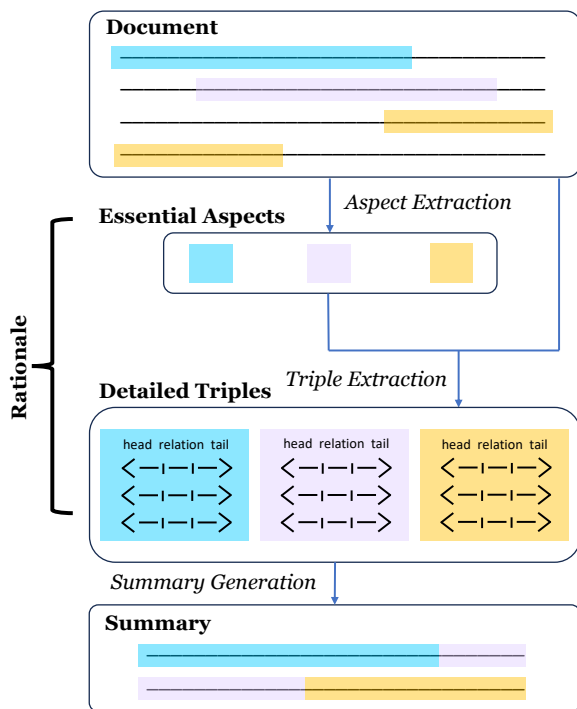 Document
Aspect Extraction
Essential Aspects
Rationale
Triple Extraction
Detailed Triples
head relation tail
head relation tail
head relation tail
Summary Generation
Summary